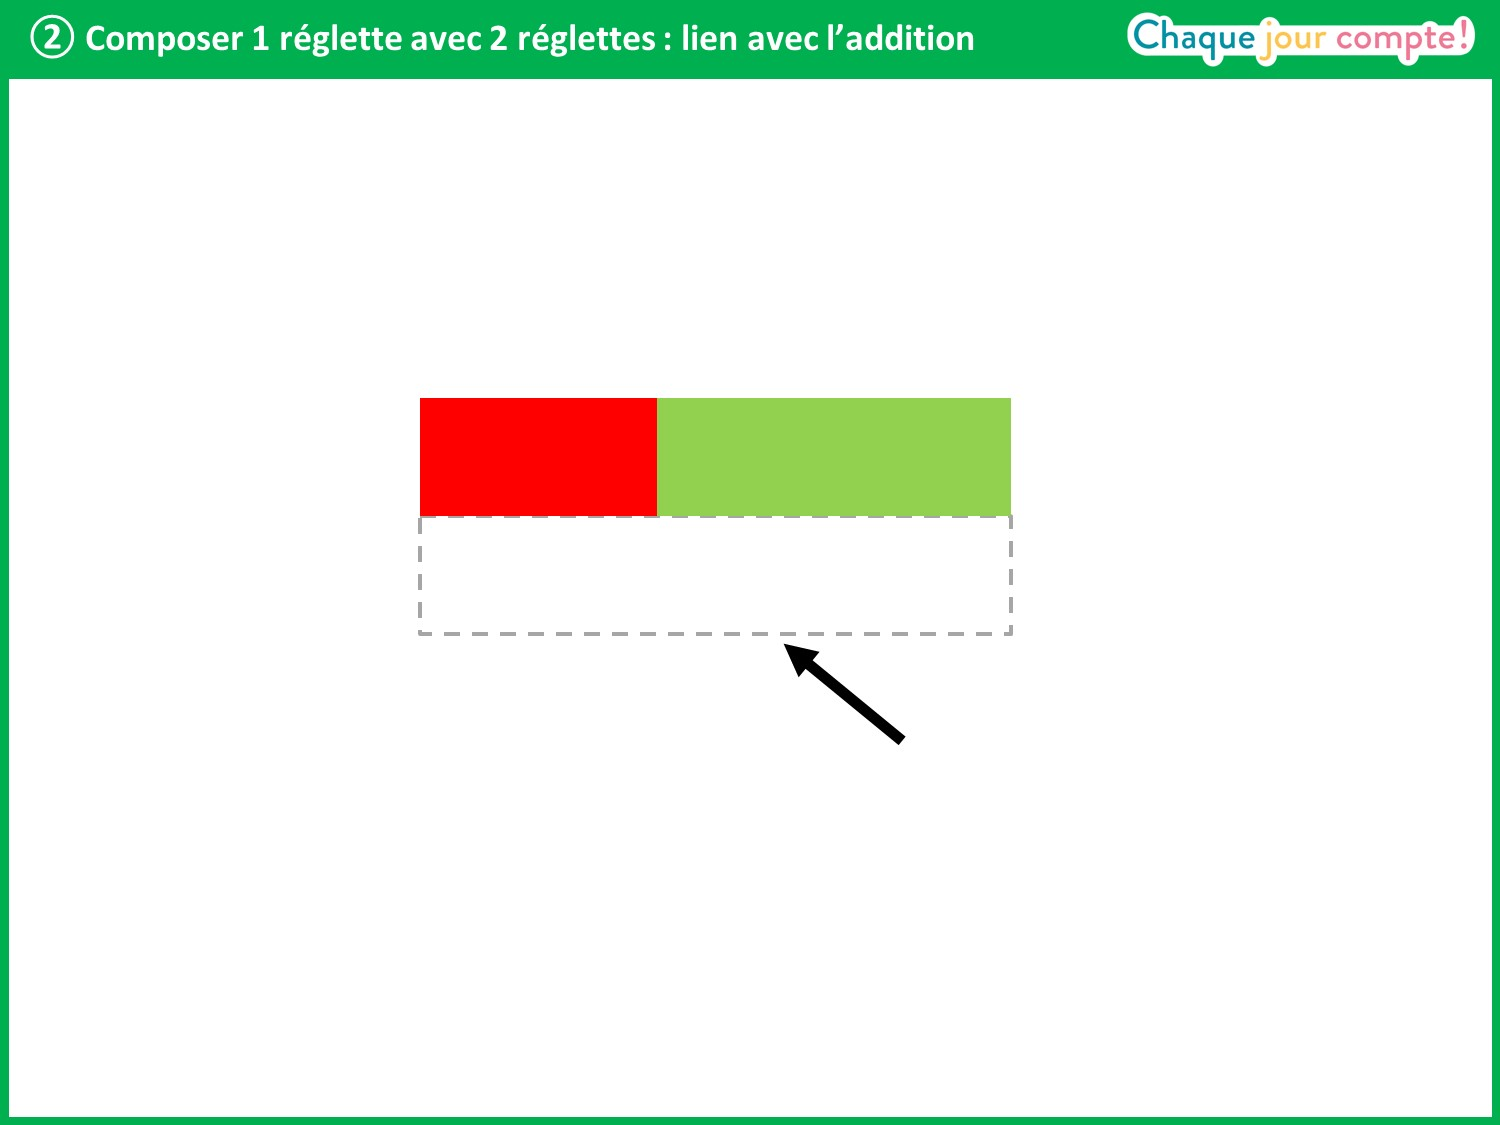 ② Composer 1 réglette avec 2 réglettes : lien avec l’addition
Chaque jour compte!